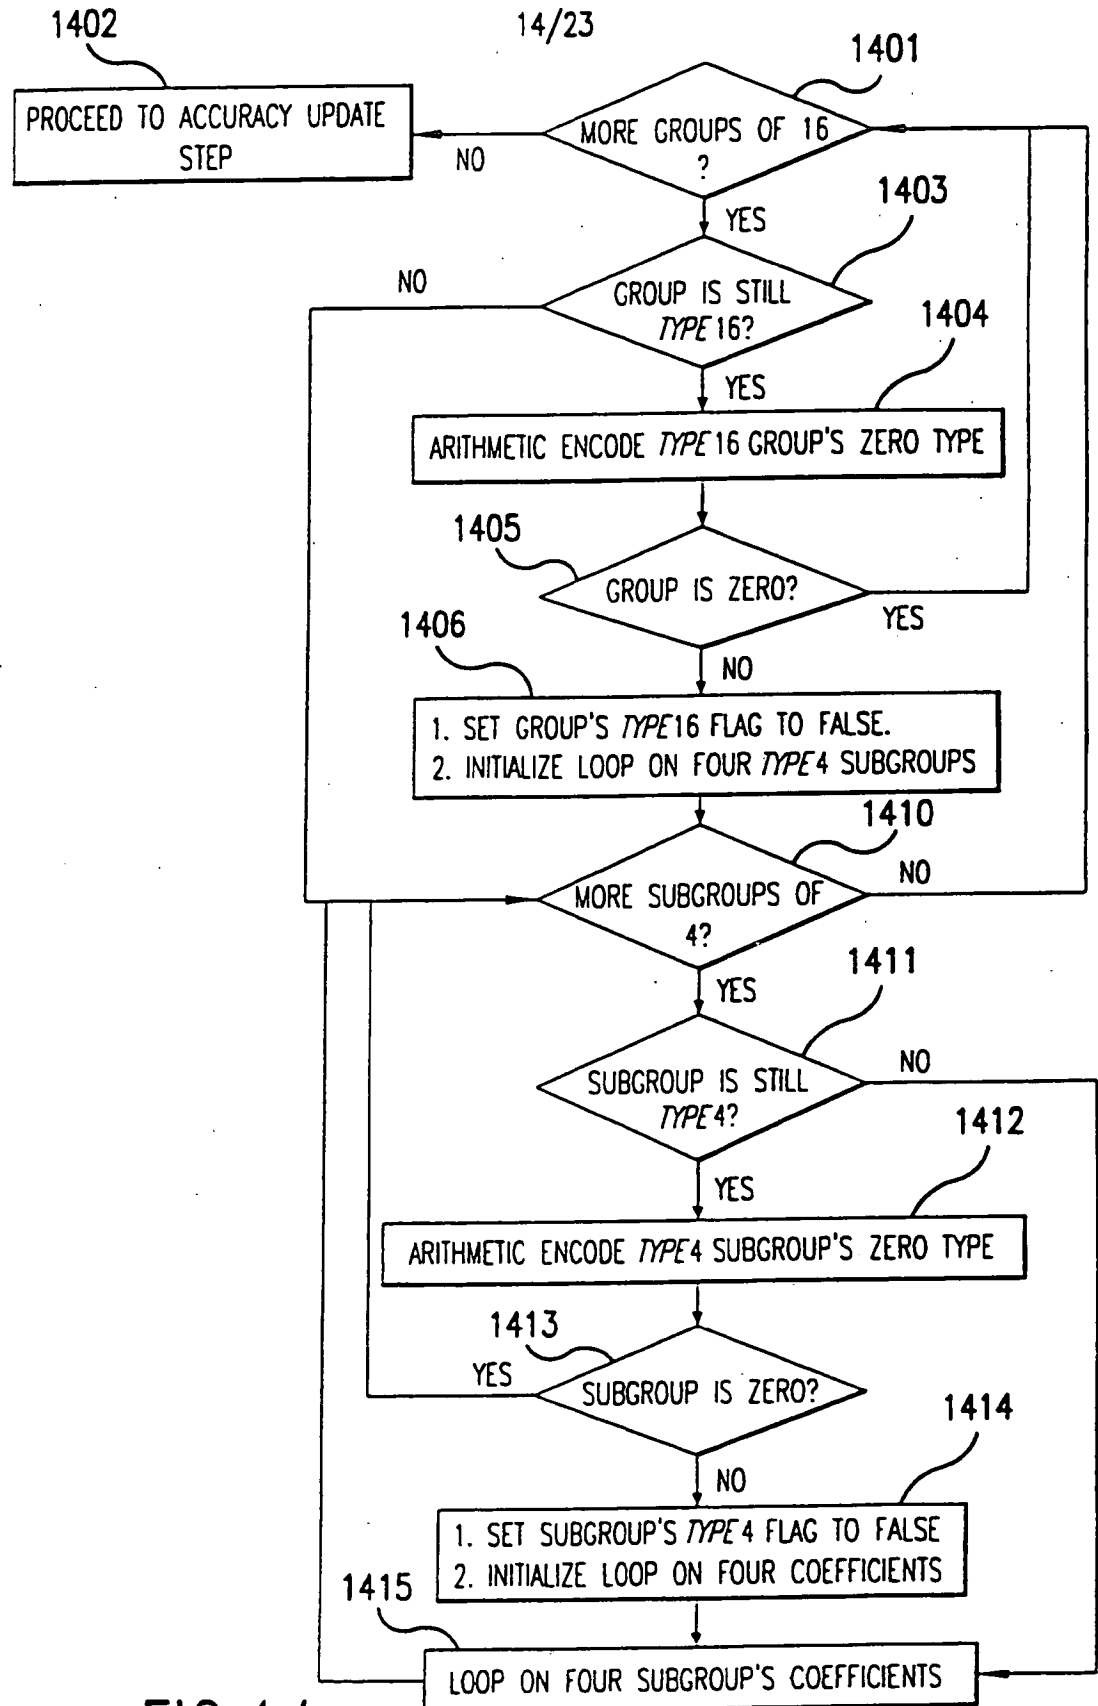 14/23
1402
1401
PROCEED TO ACCURACY UPDATE
STEP
NO
MORE GROUPS OF 16
?
YES
1403
NO
GROUP IS STILL
TYPE 16?
1404
YES
ARITHMETIC ENCODE TYPE 16 GROUP'S ZERO TYPE
1405
GROUP IS ZERO?
YES
1406
NO
1. SET GROUP'S TYPE 16 FLAG TO FALSE.
2. INITIALIZE LOOP ON FOUR TYPE 4 SUBGROUPS
1410
MORE SUBGROUPS OF
4?
NO
YES
1411
SUBGROUP IS STILL
TYPE 4?
NO
1412
YES
ARITHMETIC ENCODE TYPE 4 SUBGROUP'S ZERO TYPE
1413
YES
SUBGROUP IS ZERO?
1414
NO
1. SET SUBGROUP'S TYPE 4 FLAG TO FALSE
2. INITIALIZE LOOP ON FOUR COEFFICIENTS
1415
LOOP ON FOUR SUBGROUP'S COEFFICIENTS